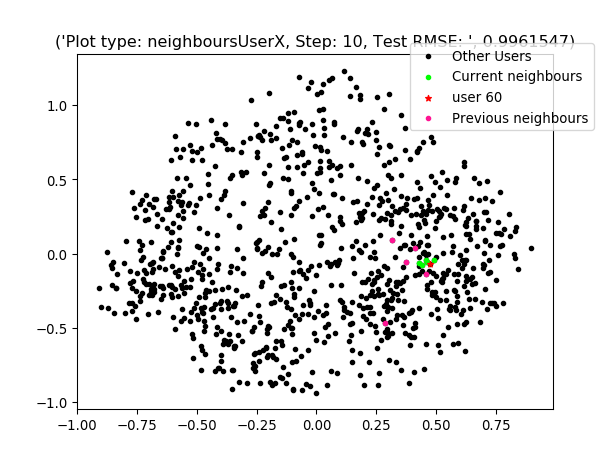 ('Plot type: neighboursUserX, Step: 10, Test RMSE: ', 0.9961547)
Other Users
Current neighbours
user 60
Previous neighbours
1.0
0.5
0.0
−0.5
−1.0
−1.00 −0.75 −0.50 −0.25 0.00 0.25 0.50 0.75